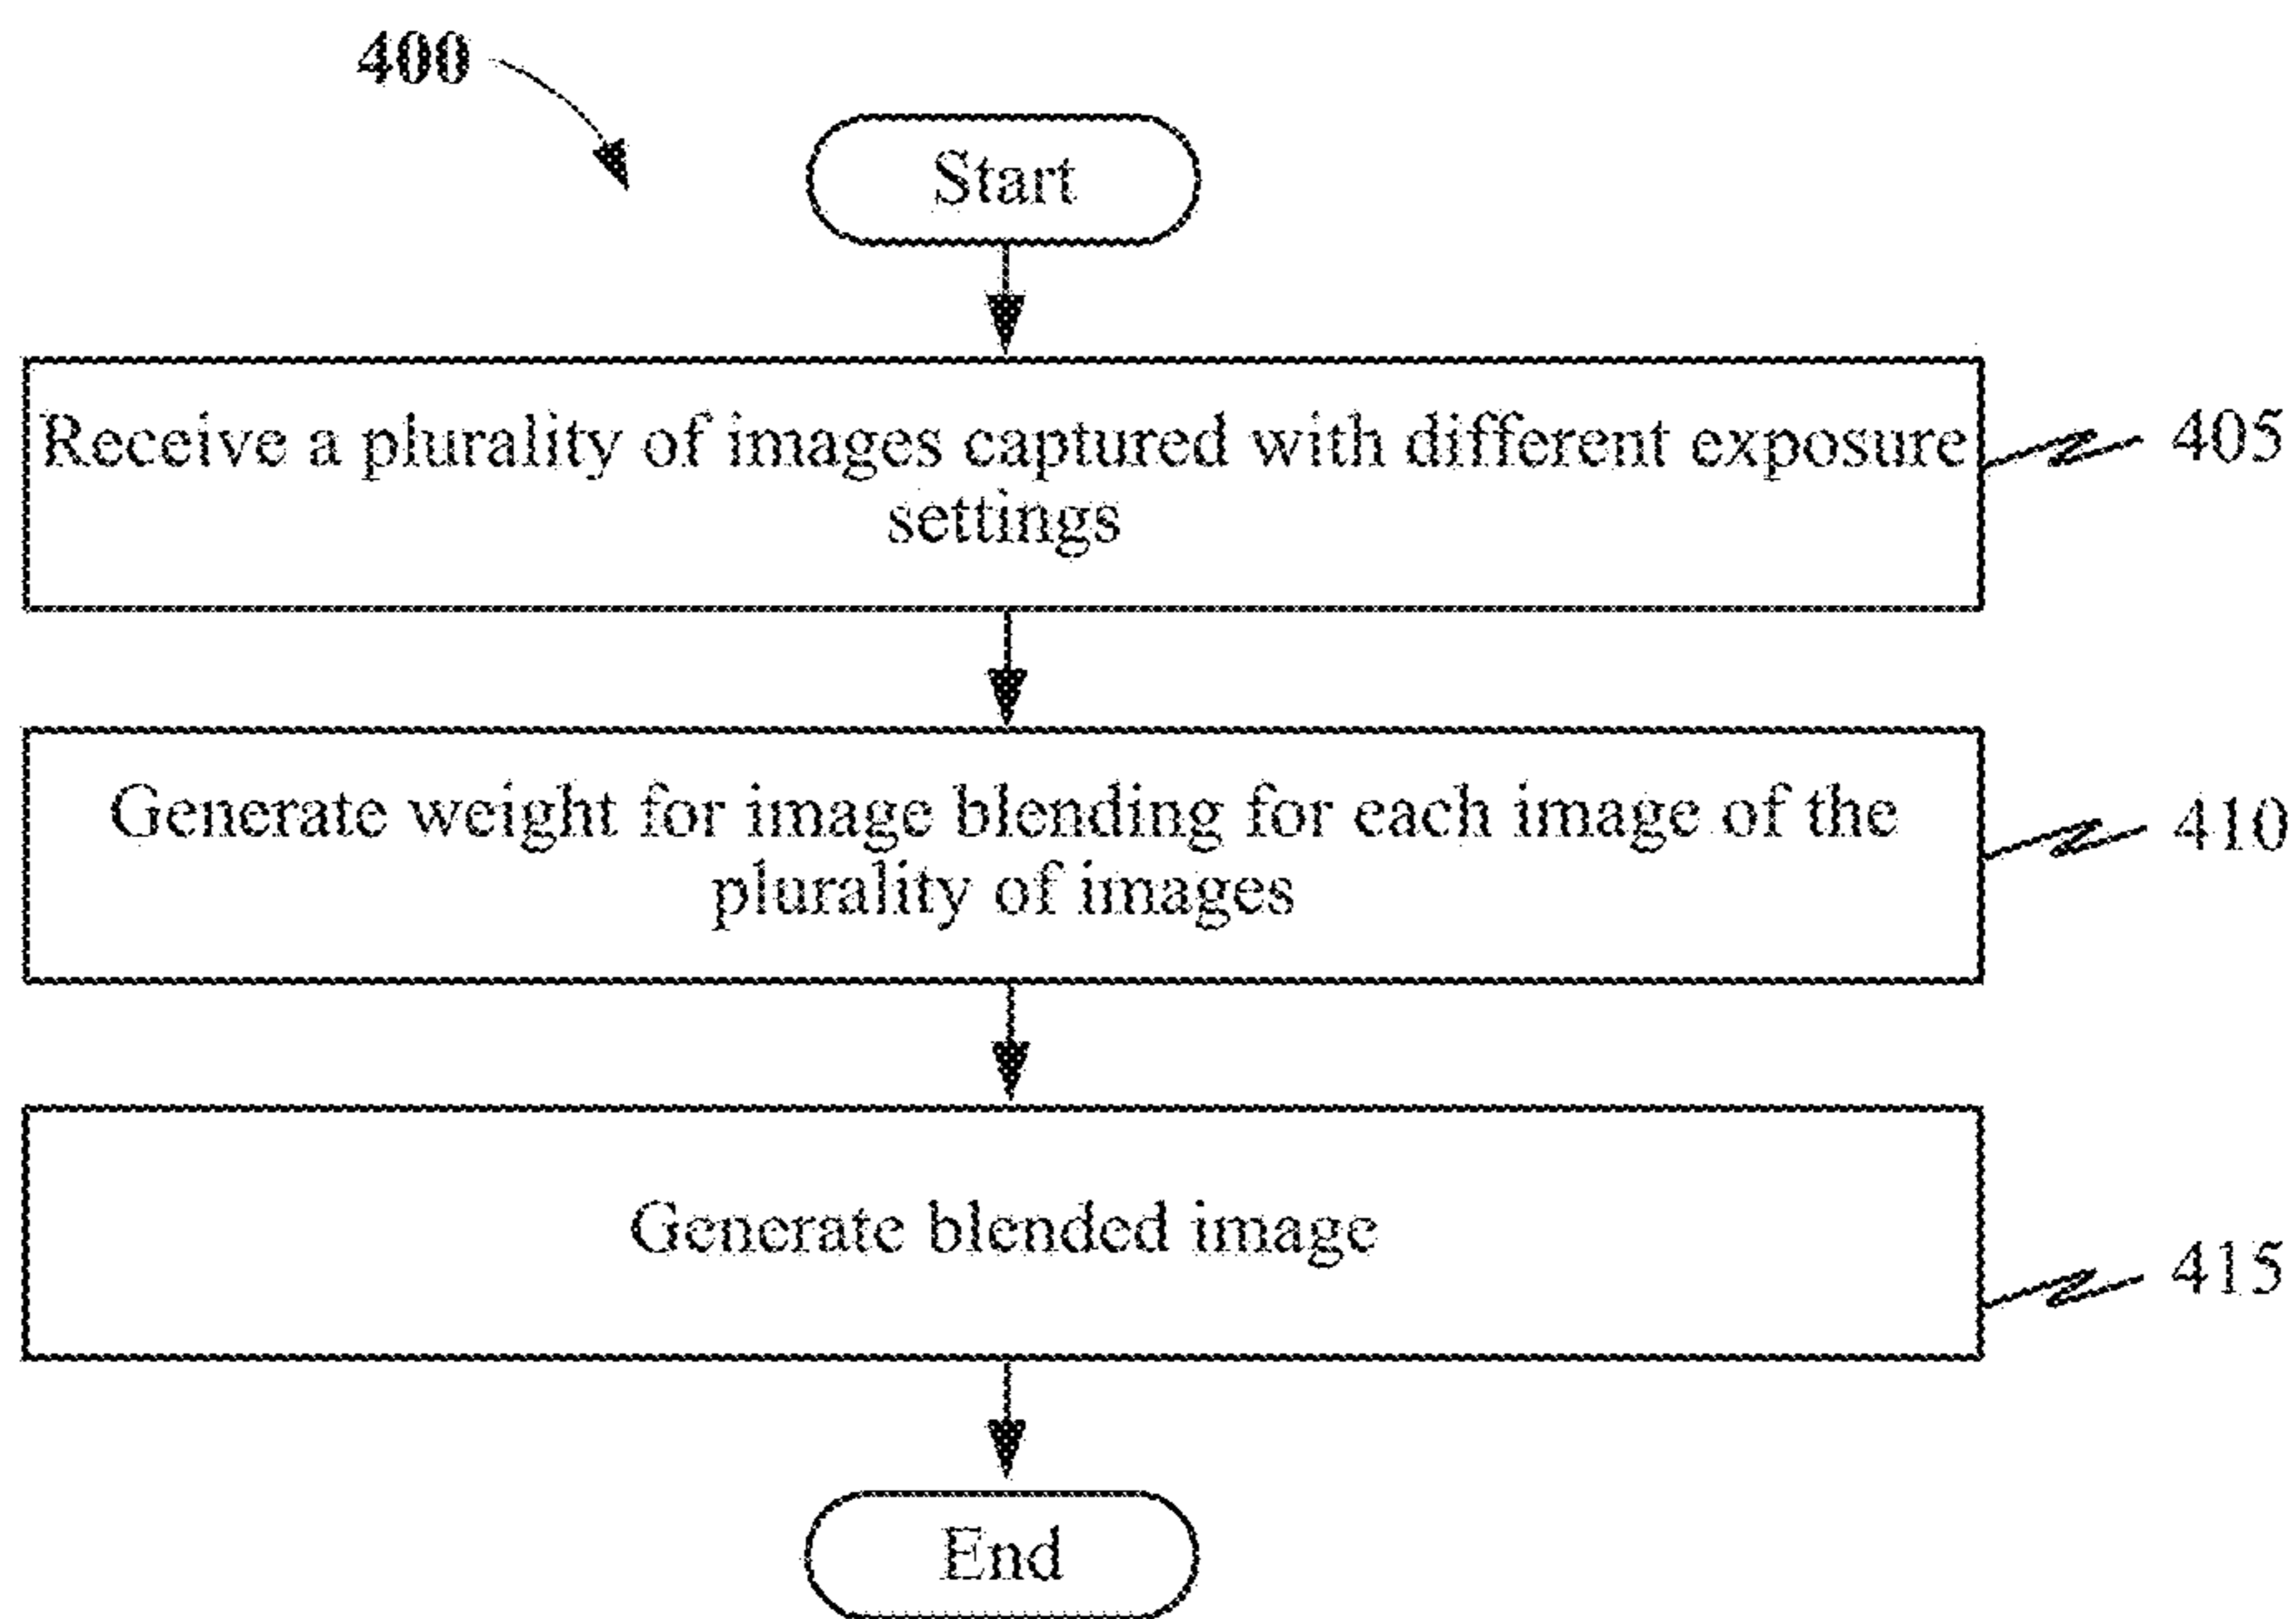 400
Start
Receive a plurality of images captured with different exposure
settings
405
Generate weight for image blending for each image of the
plurality of images
410
Generate blended image
415
End